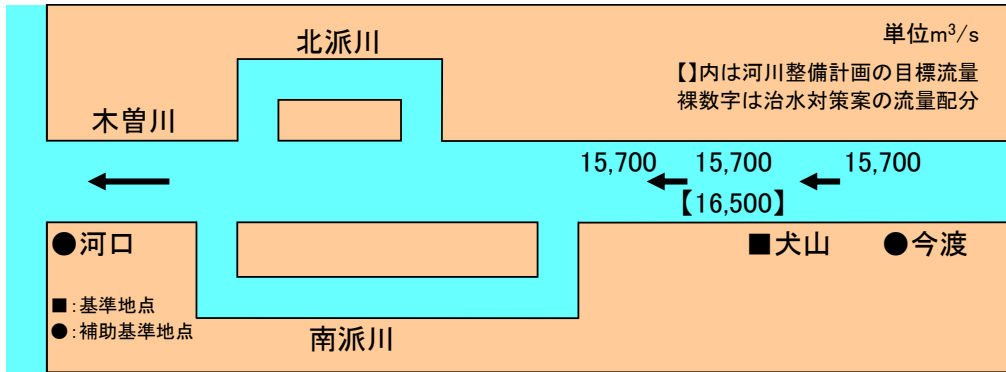 北派川
単位m³/s
【】内は河川整備計画の目標流量
裸数字は治水対策案の流量配分
木曽川
15,700 15,700 15,700
【16,500】
●河口 ■犬山 ●今渡
■:基準地点
●:補助基準地点
南派川